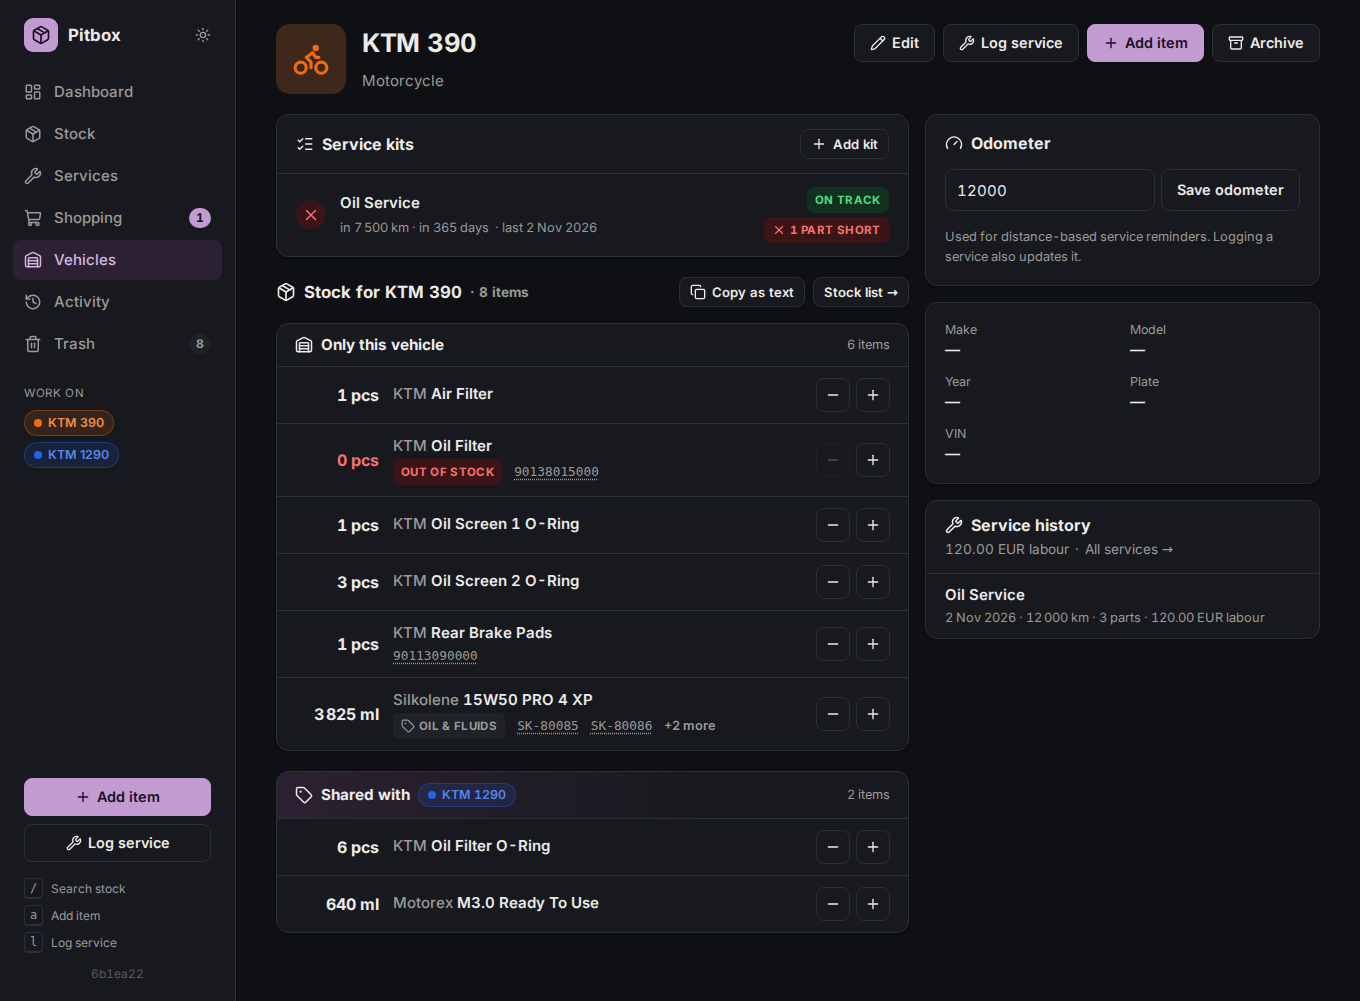 Pitbox
Dashboard
Stock
Services
Shopping 1
Vehicles
Activity
Trash 8
WORK ON
KTM 390
KTM 1290
Add item
Log service
/ Search stock
a Add item
l Log service
6b1ea22
KTM 390
Motorcycle
Edit
Log service
Add item
Archive
Service kits
Add kit
Oil Service
in 7 500 km · in 365 days · last 2 Nov 2026
ON TRACK
1 PART SHORT
Stock for KTM 390 · 8 items
Copy as text
Stock list →
Only this vehicle
6 items
1 pcs KTM Air Filter
0 pcs KTM Oil Filter
OUT OF STOCK 90138015000
1 pcs KTM Oil Screen 1 O-Ring
3 pcs KTM Oil Screen 2 O-Ring
1 pcs KTM Rear Brake Pads
90113090000
3 825 ml Silkolene 15W50 PRO 4 XP
OIL & FLUIDS SK-80085 SK-80086 +2 more
Shared with KTM 1290
2 items
6 pcs KTM Oil Filter O-Ring
640 ml Motorex M3.0 Ready To Use
Odometer
12000
Save odometer
Used for distance-based service reminders. Logging a
service also updates it.
Make Model
— —
Year Plate
— —
VIN
—
Service history
120.00 EUR labour · All services →
Oil Service
2 Nov 2026 · 12 000 km · 3 parts · 120.00 EUR labour